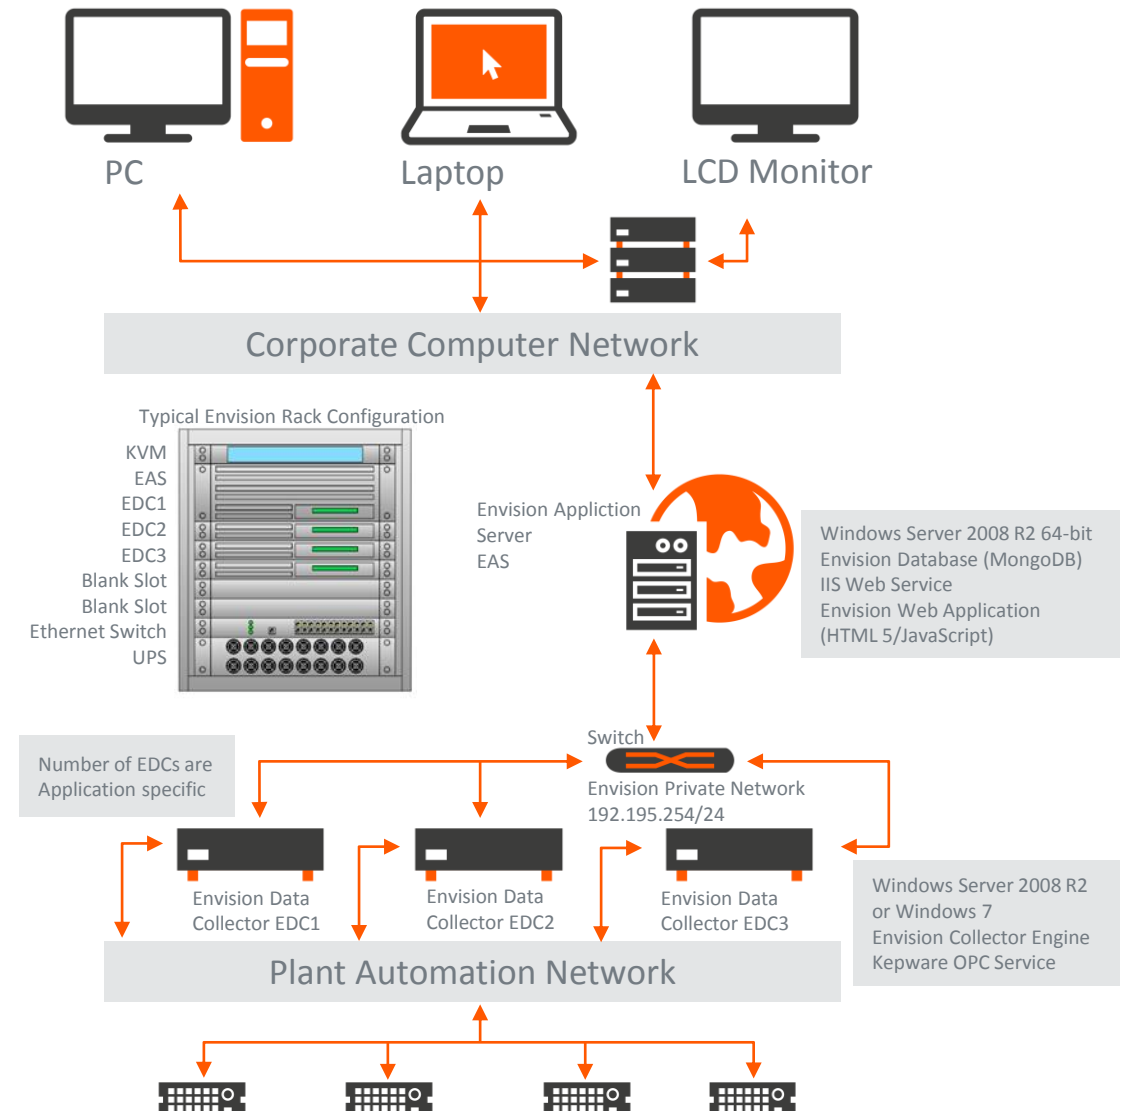 PC
Laptop
LCD Monitor
Corporate Computer Network
Typical Envision Rack Configuration
KVM
EAS
EDC1
EDC2
EDC3
Blank Slot
Blank Slot
Ethernet Switch
UPS
Envision Appliction
Server
EAS
Windows Server 2008 R2 64-bit
Envision Database (MongoDB)
IIS Web Service
Envision Web Application
(HTML 5/JavaScript)
Switch
Envision Private Network
192.195.254/24
Number of EDCs are
Application specific
Envision Data
Collector EDC1
Envision Data
Collector EDC2
Envision Data
Collector EDC3
Windows Server 2008 R2
or Windows 7
Envision Collector Engine
Kepware OPC Service
Plant Automation Network